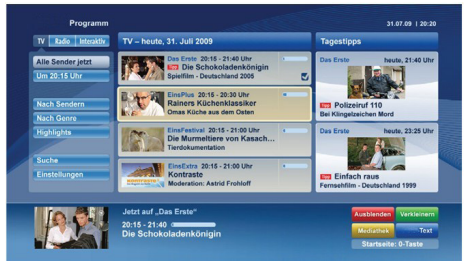 Programm
31.07.09 | 20:20
TV Radio Interaktiv
Alle Sender jetzt
Um 20:15 Uhr
Nach Sendern
Nach Genre
Highlights
Suche
Einstellungen
TV – heute, 31. Juli 2009
Das Erste 20:15 - 21:40 Uhr
Tipp Die Schokoladenkönigin
Spielfilm - Deutschland 2005
EinsPlus 20:15 - 20:30 Uhr
Rainers Küchenklassiker
Omas Küche aus dem Osten
EinsFestival 20:15 - 21:00 Uhr
Die Murmeltiere von Kasach...
Tierdokumentation
EinsExtra 20:15 - 21:00 Uhr
Kontraste
Moderation: Astrid Frohloff
Tagestipps
Das Erste heute, 21:40 Uhr
Tipp Polizeiruf 110
Bei Klingelzeichen Mord
Das Erste heute, 23:25 Uhr
Tipp Einfach raus
Fernsehfilm - Deutschland 1999
Jetzt auf „Das Erste“
20:15 - 21:40
Die Schokoladenkönigin
Ausblenden Verkleinern
Mediathek Text
Startseite: 0-Taste